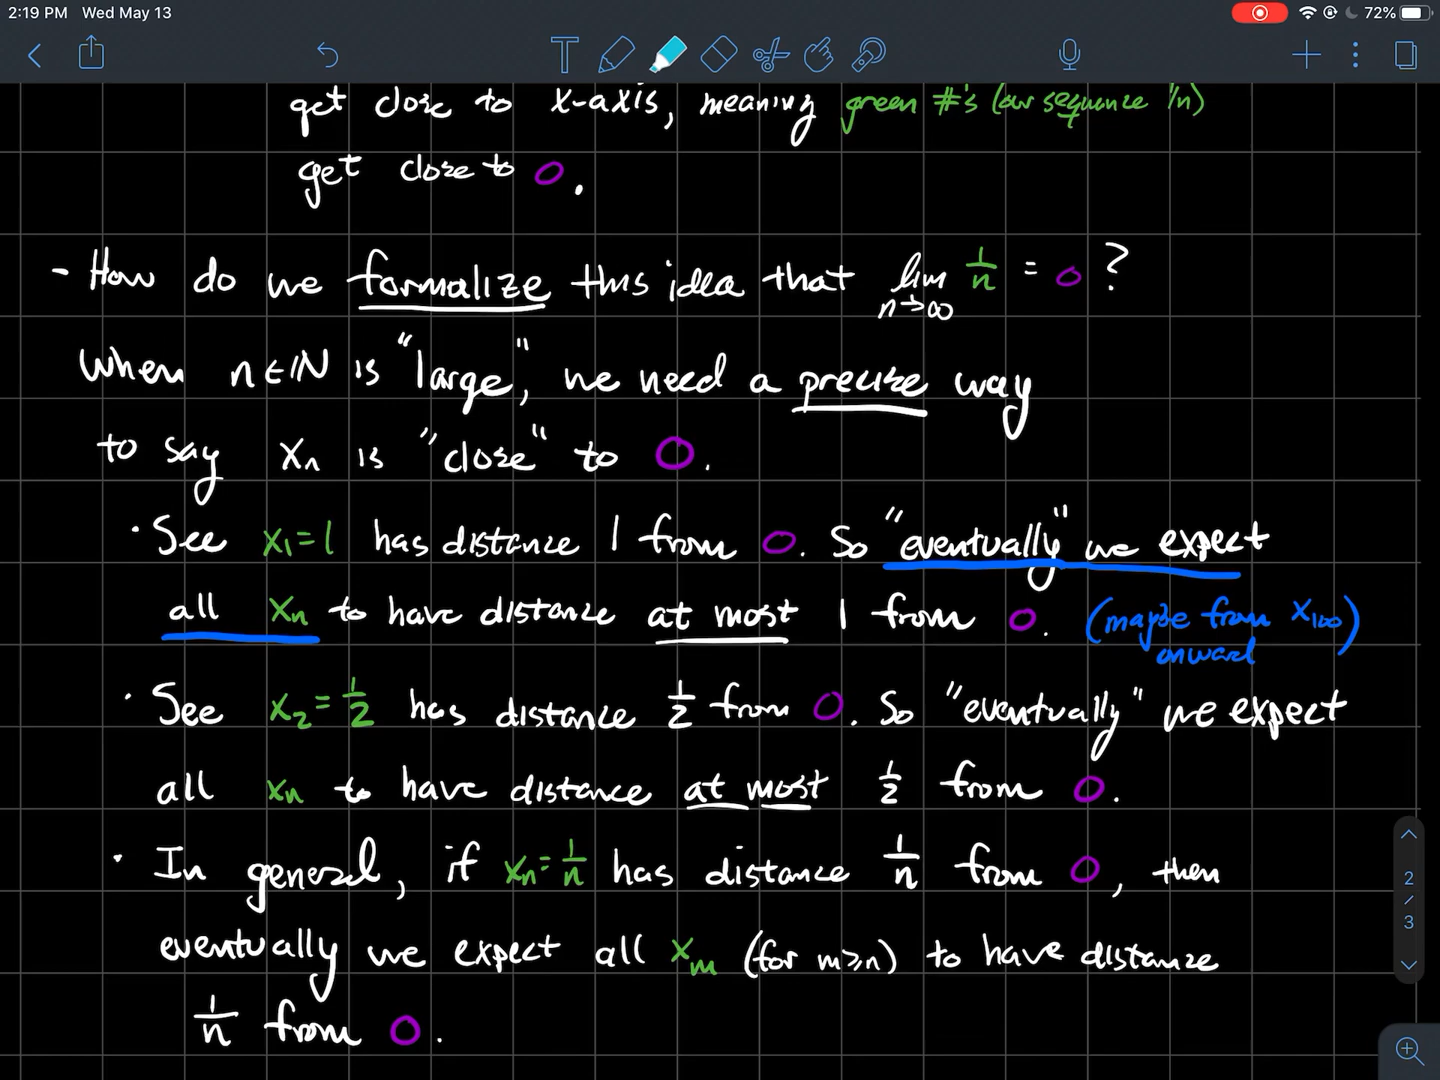 2:19 PM Wed May 13
72%
get close to x-axis, meaning green #'s (our sequence 1/n)
get close to 0.
- How do we formalize this idea that lim n→∞ 1/n = 0 ?
When n∈ℕ is "large," we need a precise way
to say xₙ is "close" to 0.
· See x₁=1 has distance 1 from 0. So "eventually" we expect
all xₙ to have distance at most 1 from 0. (maybe from x₁₀₀
onward)
· See x₂=1/2 has distance 1/2 from 0. So "eventually" we expect
all xₙ to have distance at most 1/2 from 0.
· In general, if xₙ=1/n has distance 1/n from 0, then
eventually we expect all xₘ (for m≥n) to have distance
1/n from 0.
2
/
3